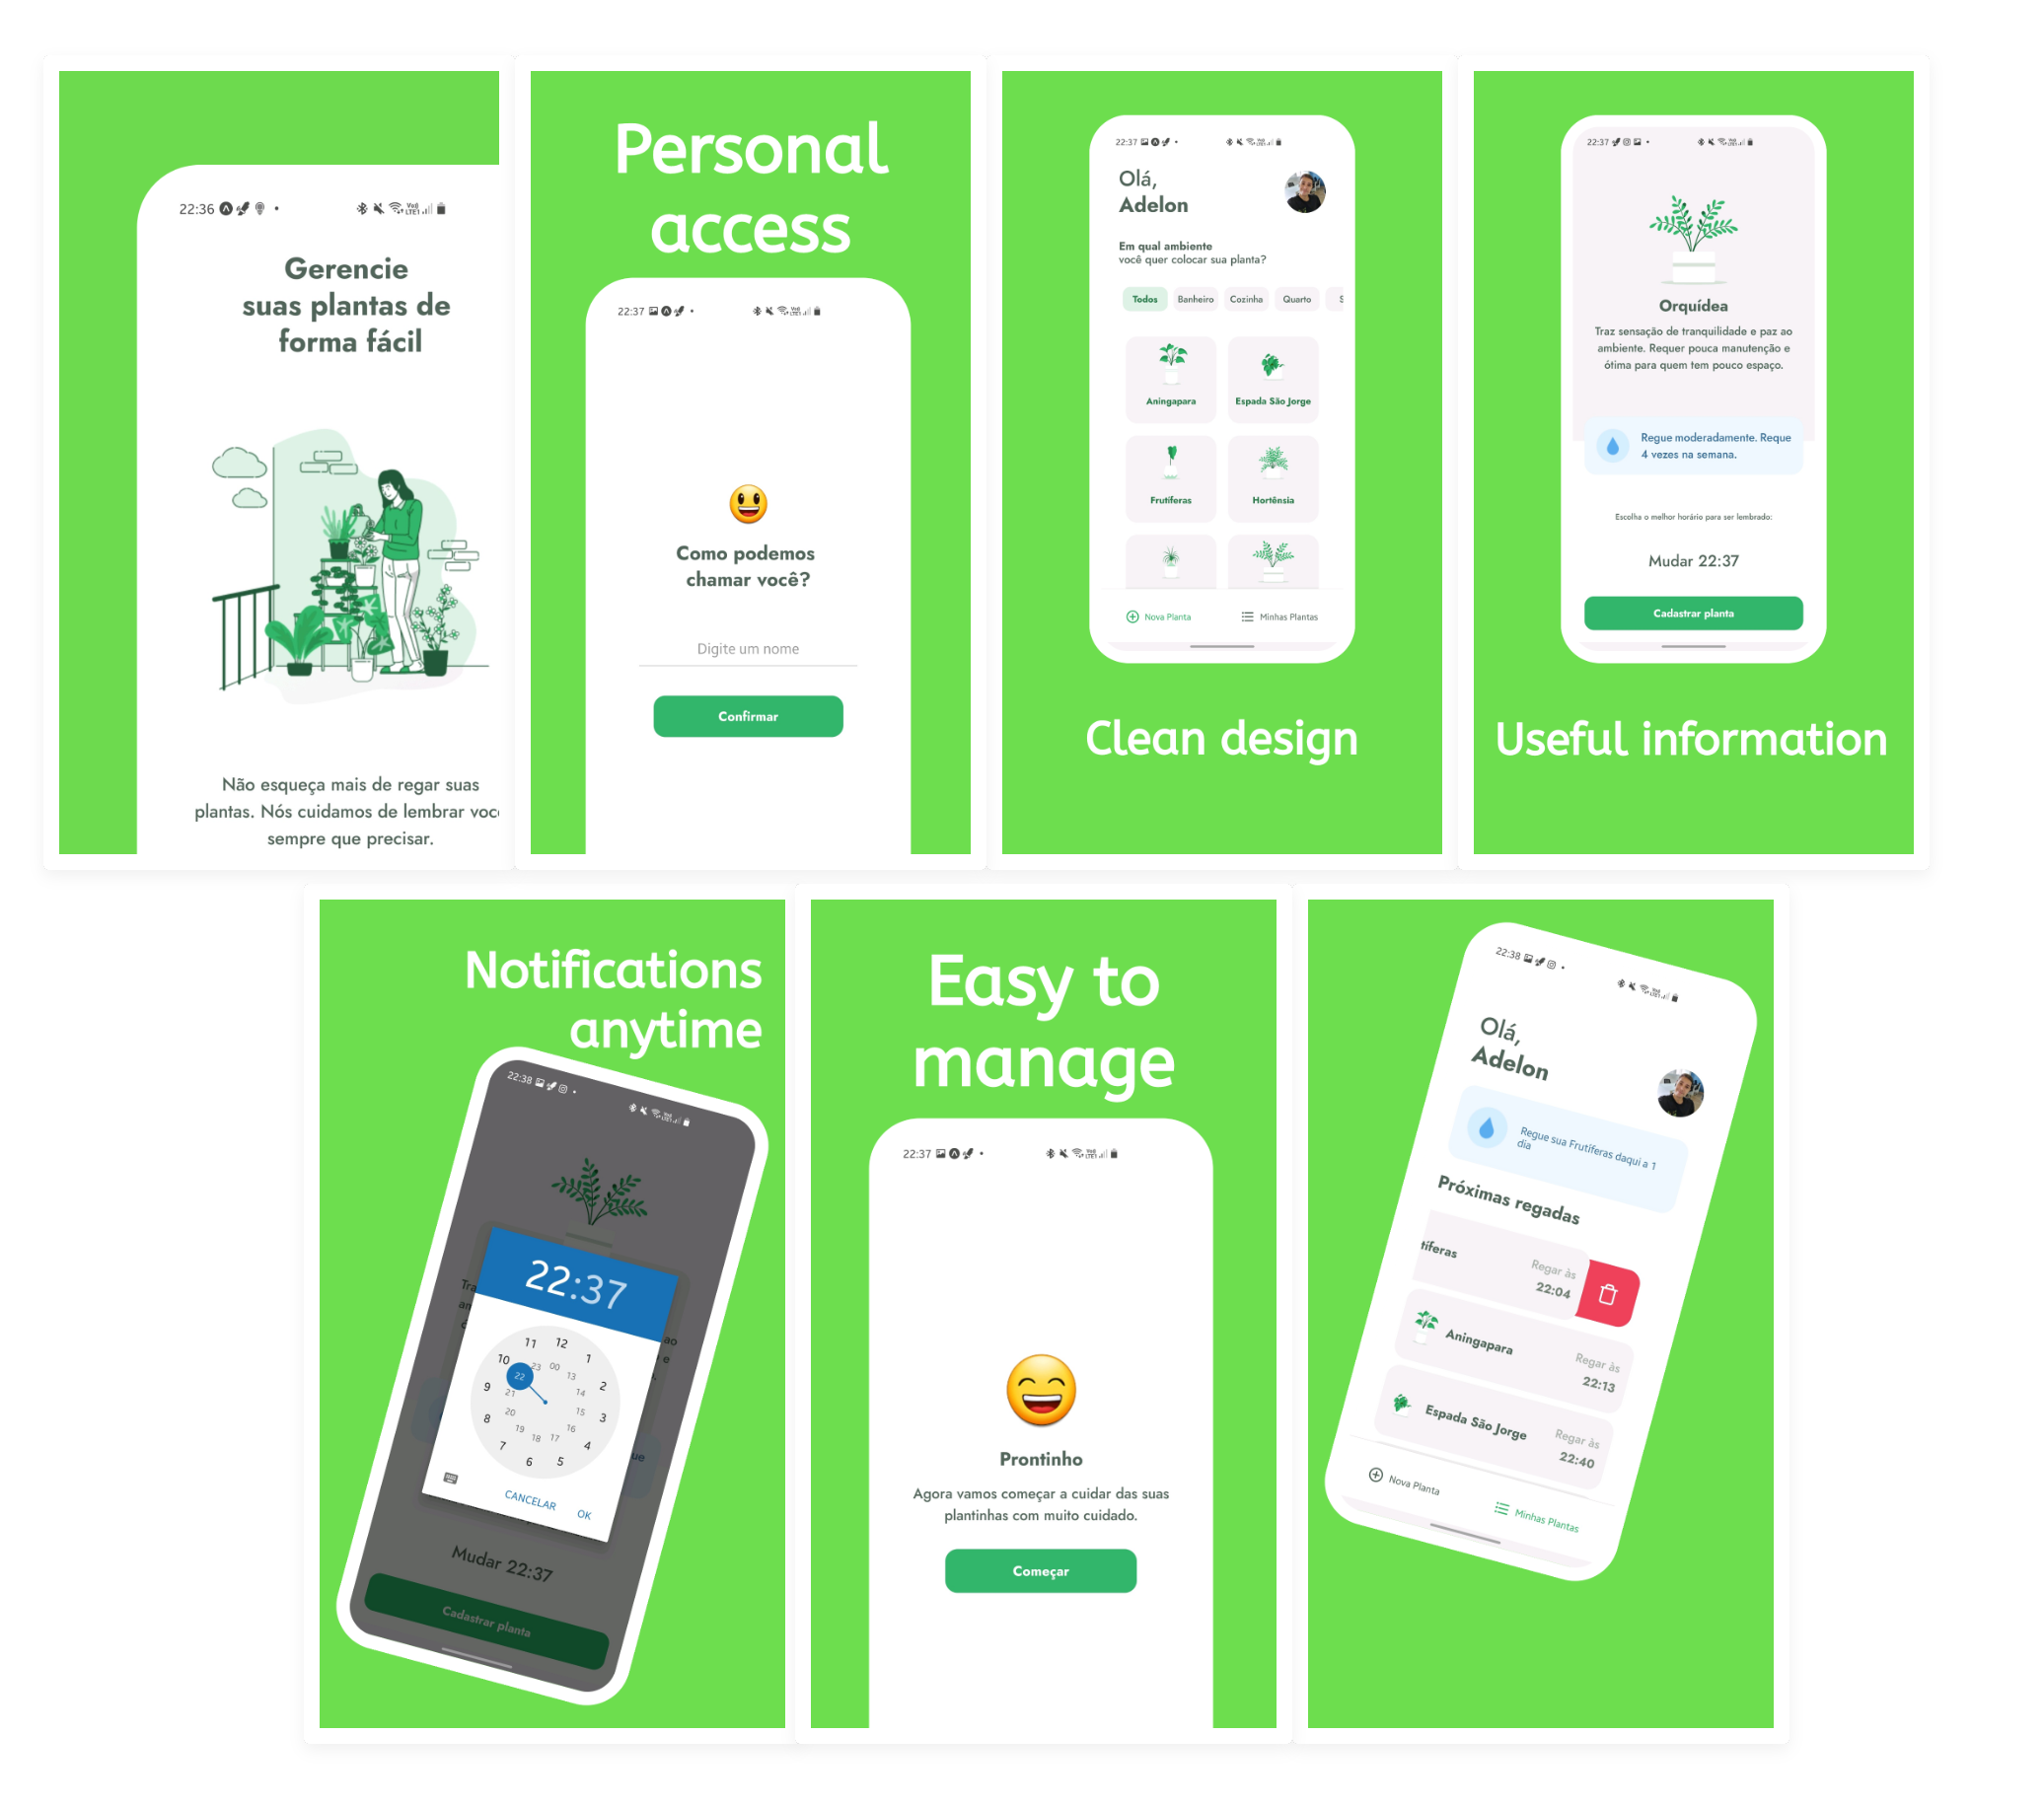 22:36
Gerencie
suas plantas de
forma fácil
Não esqueça mais de regar suas
plantas. Nós cuidamos de lembrar voc
sempre que precisar.
Personal
access
22:37
Como podemos
chamar você?
Digite um nome
Confirmar
22:37
Olá,
Adelon
Em qual ambiente
você quer colocar sua planta?
Todos Banheiro Cozinha Quarto S
Aningapara Espada São Jorge
Frutíferas Hortênsia
Nova Planta Minhas Plantas
Clean design
22:37
Orquídea
Traz sensação de tranquilidade e paz ao
ambiente. Requer pouca manutenção e
ótima para quem tem pouco espaço.
Regue moderadamente. Reque
4 vezes na semana.
Escolha o melhor horário para ser lembrado:
Mudar 22:37
Cadastrar planta
Useful information
Notifications
anytime
22:38
Tra
ao
e
ue
22:37
11 12 1
10 23 00 13 2
9 22 14
21 15 3
8 20 16 4
19 18 17
7 6 5
CANCELAR OK
Mudar 22:37
Cadastrar planta
Easy to
manage
22:37
Prontinho
Agora vamos começar a cuidar das suas
plantinhas com muito cuidado.
Começar
22:38
Olá,
Adelon
Regue sua Frutíferas daqui a 1
dia
Próximas regadas
tíferas Regar às
22:04
Aningapara Regar às
22:13
Espada São Jorge Regar às
22:40
Nova Planta Minhas Plantas